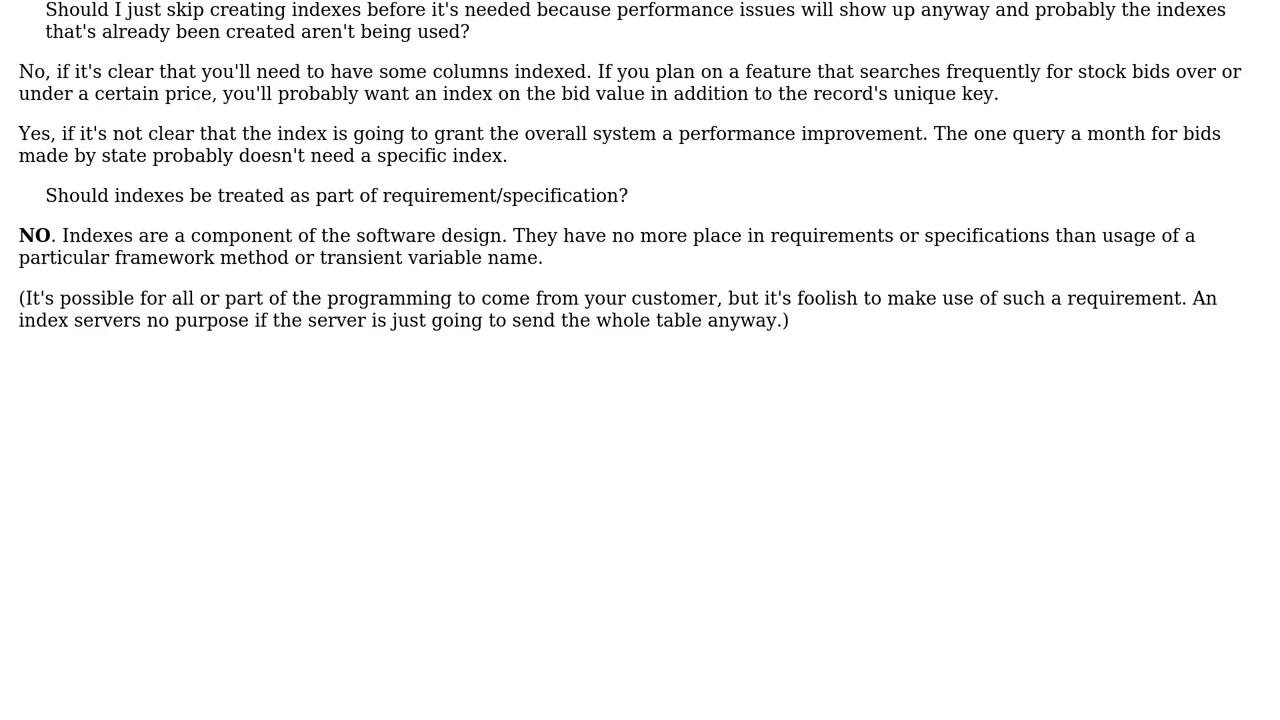 Should I just skip creating indexes before it's needed because performance issues will show up anyway and probably the indexes
that's already been created aren't being used?
No, if it's clear that you'll need to have some columns indexed. If you plan on a feature that searches frequently for stock bids over or
under a certain price, you'll probably want an index on the bid value in addition to the record's unique key.
Yes, if it's not clear that the index is going to grant the overall system a performance improvement. The one query a month for bids
made by state probably doesn't need a specific index.
Should indexes be treated as part of requirement/specification?
NO. Indexes are a component of the software design. They have no more place in requirements or specifications than usage of a
particular framework method or transient variable name.
(It's possible for all or part of the programming to come from your customer, but it's foolish to make use of such a requirement. An
index servers no purpose if the server is just going to send the whole table anyway.)